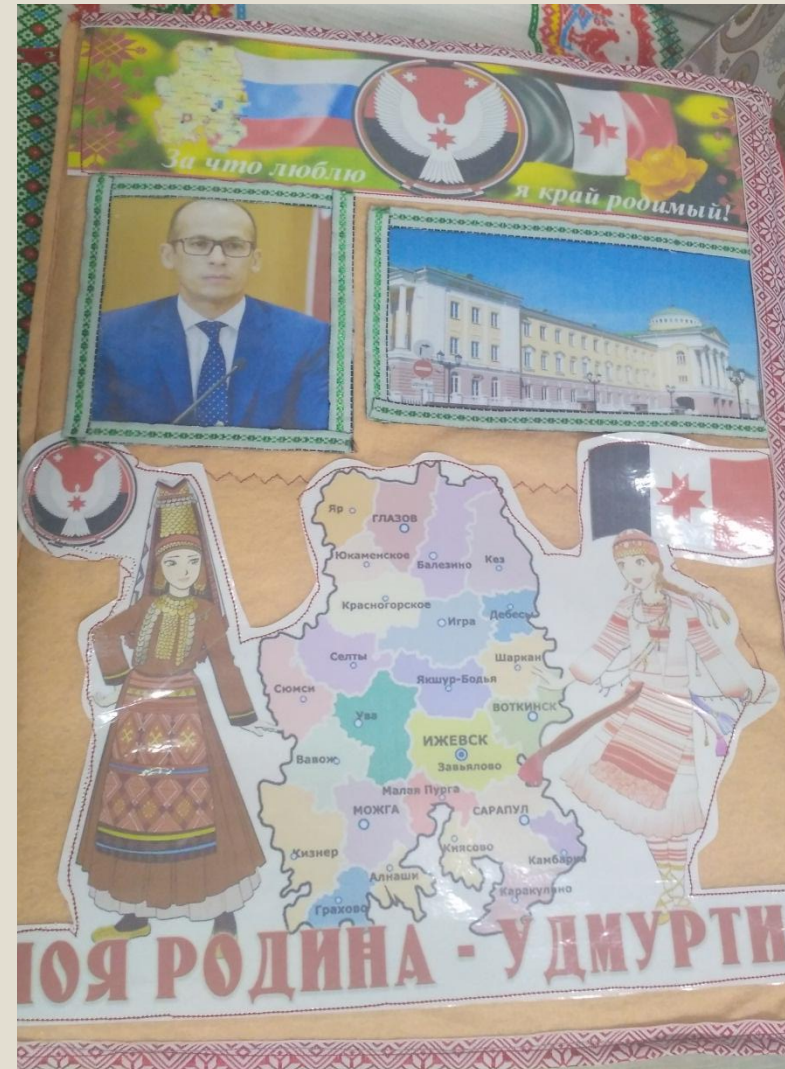 За что люблю
я край родимый!
Яр
ГЛАЗОВ
Юкаменское
Балезино
Кез
Красногорское
Игра
Дебесы
Селты
Шаркан
Якшур-Бодья
Сюмси
Ува
ВОТКИНСК
ИЖЕВСК
Вавож
Завьялово
Малая Пурга
МОЖГА
САРАПУЛ
Киясово
Кизнер
Камбарка
Алнаши
Каракулино
Грахово
МОЯ РОДИНА - УДМУРТИ